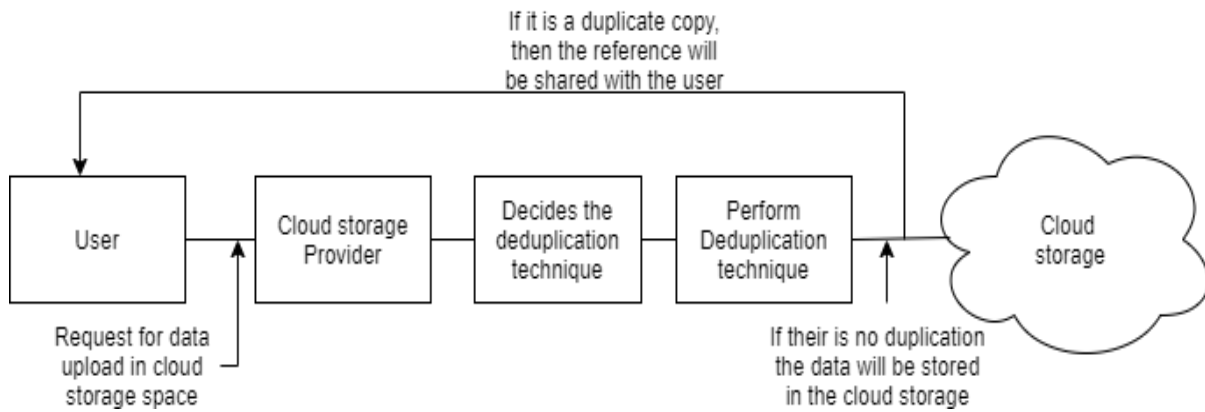 If it is a duplicate copy,
then the reference will
be shared with the user
User
Cloud storage
Provider
Decides the
deduplication
technique
Perform
Deduplication
technique
Cloud
storage
Request for data
upload in cloud
storage space
If their is no duplication
the data will be stored
in the cloud storage